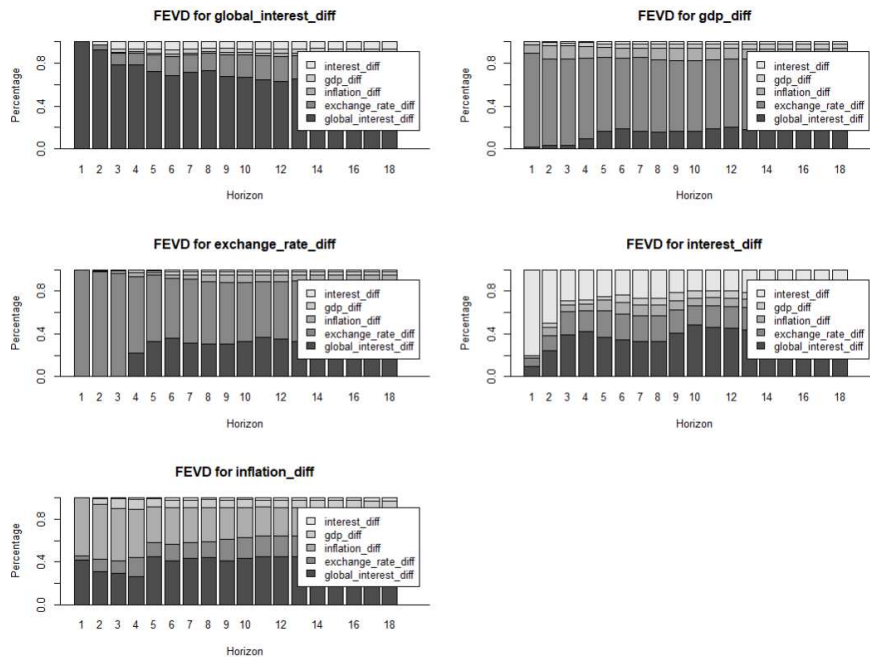 FEVD for global_interest_diff
Percentage
0.0 0.4 0.8
interest_diff
gdp_diff
inflation_diff
exchange_rate_diff
global_interest_diff
1 2 3 4 5 6 7 8 9 10 12 14 16 18
Horizon
FEVD for gdp_diff
Percentage
0.0 0.4 0.8
interest_diff
gdp_diff
inflation_diff
exchange_rate_diff
global_interest_diff
1 2 3 4 5 6 7 8 9 10 12 14 16 18
Horizon
FEVD for exchange_rate_diff
Percentage
0.0 0.4 0.8
interest_diff
gdp_diff
inflation_diff
exchange_rate_diff
global_interest_diff
1 2 3 4 5 6 7 8 9 10 12 14 16 18
Horizon
FEVD for interest_diff
Percentage
0.0 0.4 0.8
interest_diff
gdp_diff
inflation_diff
exchange_rate_diff
global_interest_diff
1 2 3 4 5 6 7 8 9 10 12 14 16 18
Horizon
FEVD for inflation_diff
Percentage
0.0 0.4 0.8
interest_diff
gdp_diff
inflation_diff
exchange_rate_diff
global_interest_diff
1 2 3 4 5 6 7 8 9 10 12 14 16 18
Horizon